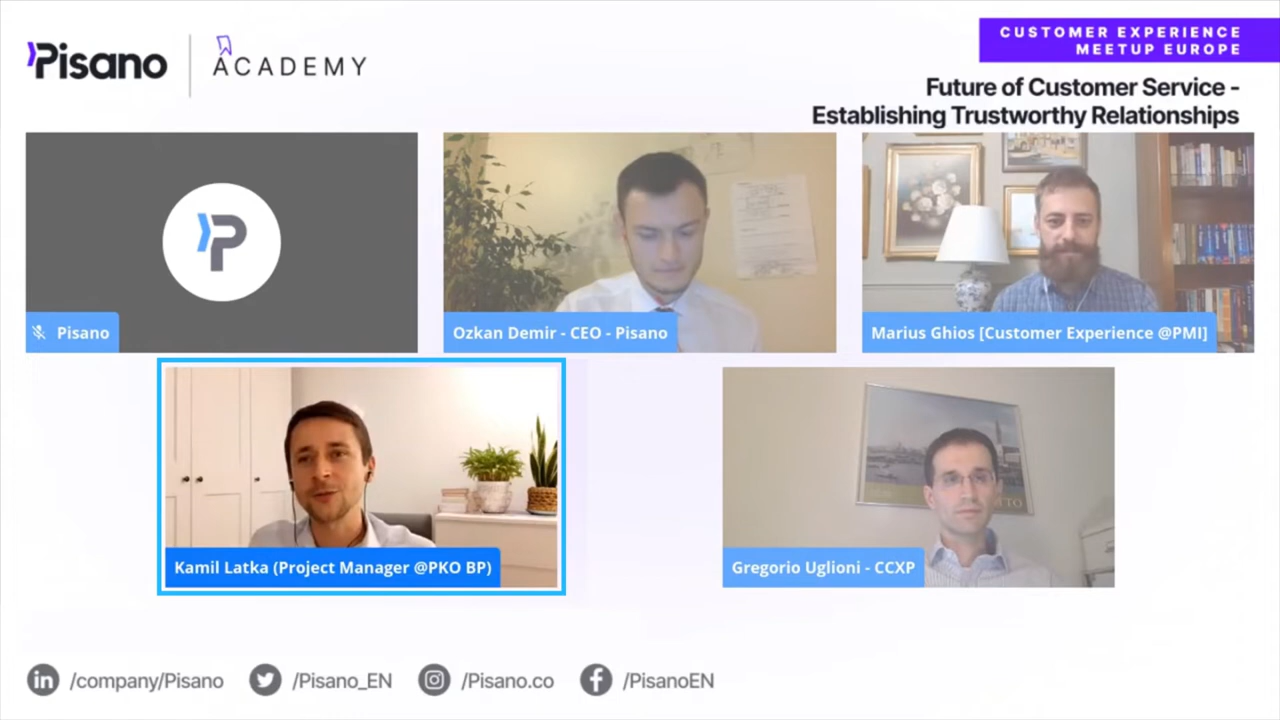 Pisano
ACADEMY
CUSTOMER EXPERIENCE
MEETUP EUROPE
Future of Customer Service -
Establishing Trustworthy Relationships
Pisano
Ozkan Demir - CEO - Pisano
Marius Ghios [Customer Experience @PMI]
Kamil Latka (Project Manager @PKO BP)
Gregorio Uglioni - CCXP
/company/Pisano
/Pisano_EN
/Pisano.co
/PisanoEN